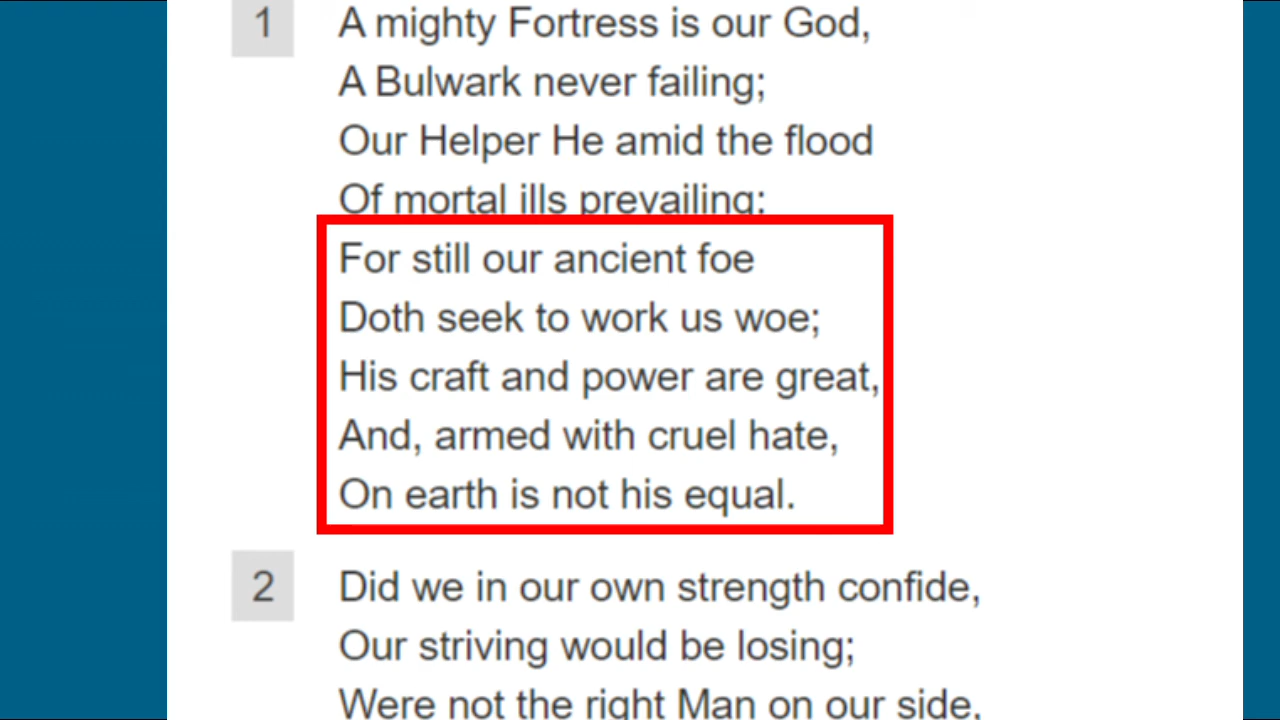 1 A mighty Fortress is our God,
A Bulwark never failing;
Our Helper He amid the flood
Of mortal ills prevailing:
For still our ancient foe
Doth seek to work us woe;
His craft and power are great,
And, armed with cruel hate,
On earth is not his equal.
2 Did we in our own strength confide,
Our striving would be losing;
Were not the right Man on our side,